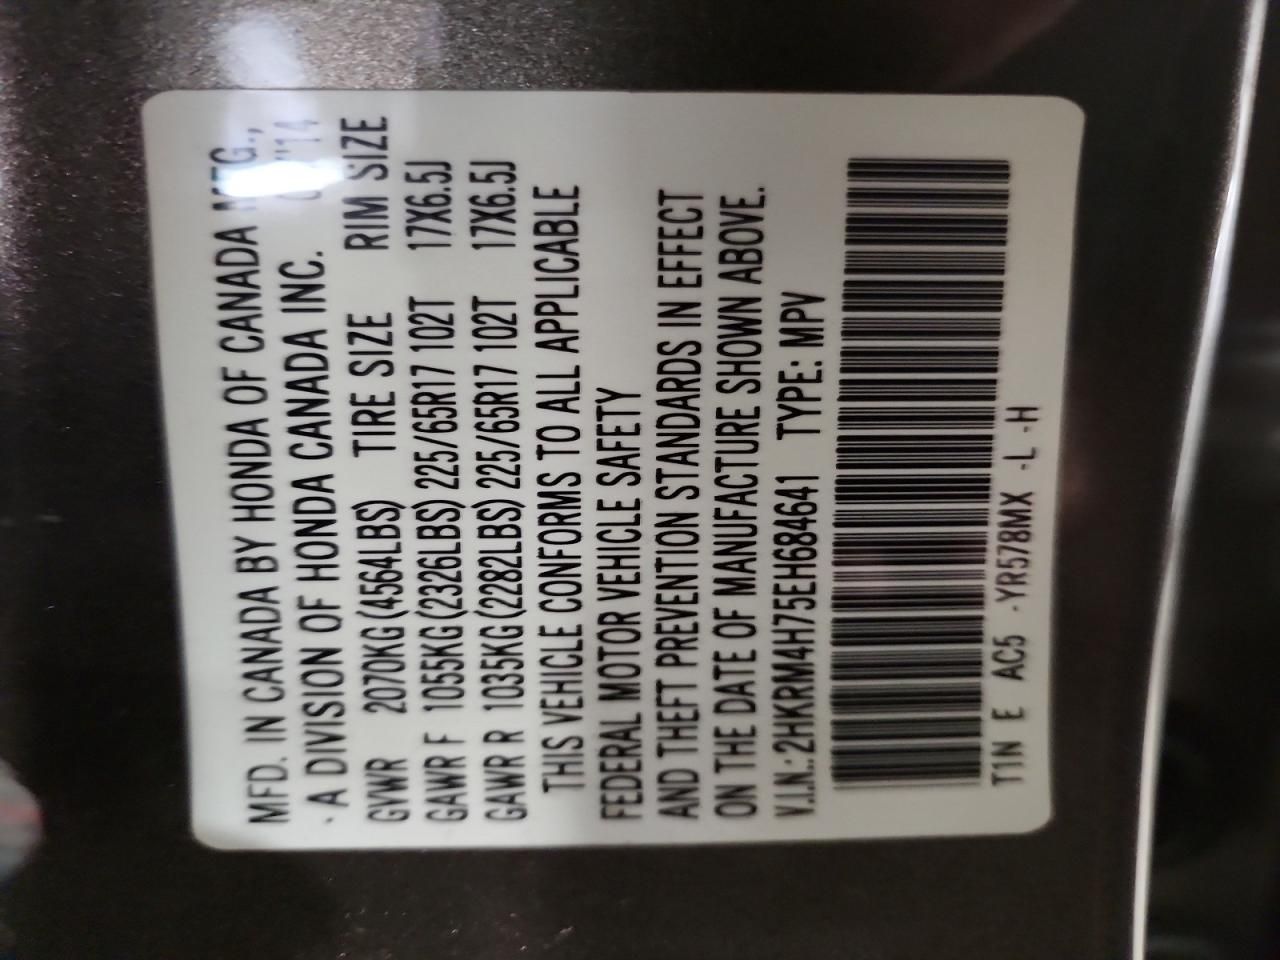 MFD. IN CANADA BY HONDA OF CANADA MFG.,
- A DIVISION OF HONDA CANADA INC. /14
GVWR 2070KG(4564LBS) TIRE SIZE RIM SIZE
GAWR F 1055KG(2326LBS) 225/65R17 102T 17X6.5J
GAWR R 1035KG(2282LBS) 225/65R17 102T 17X6.5J
THIS VEHICLE CONFORMS TO ALL APPLICABLE
FEDERAL MOTOR VEHICLE SAFETY
AND THEFT PREVENTION STANDARDS IN EFFECT
ON THE DATE OF MANUFACTURE SHOWN ABOVE.
V.I.N.:2HKRM4H75EH684641 TYPE: MPV
T1N E AC5 -YR578MX -L -H